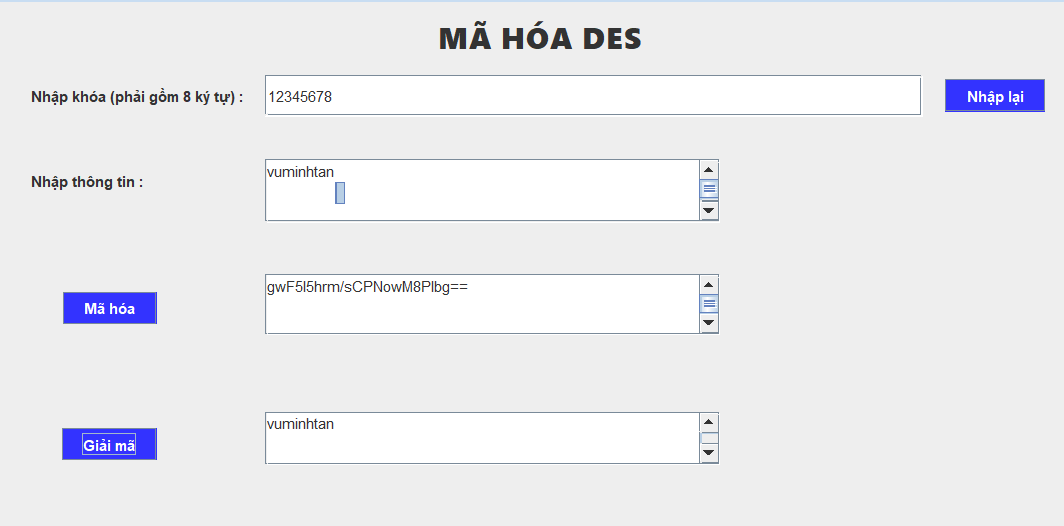 MÃ HÓA DES
Nhập khóa (phải gồm 8 ký tự) : 12345678 Nhập lại
Nhập thông tin : vuminhtan
Mã hóa gwF5l5hrm/sCPNowM8Plbg==
Giải mã vuminhtan